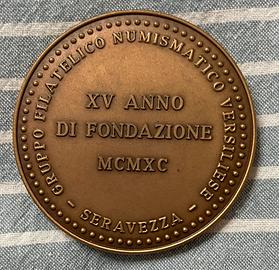 GRUPPO FILATELICO NUMISMATICO VERSILIESE
XV ANNO
DI FONDAZIONE
MCMXC
- SERAVEZZA -